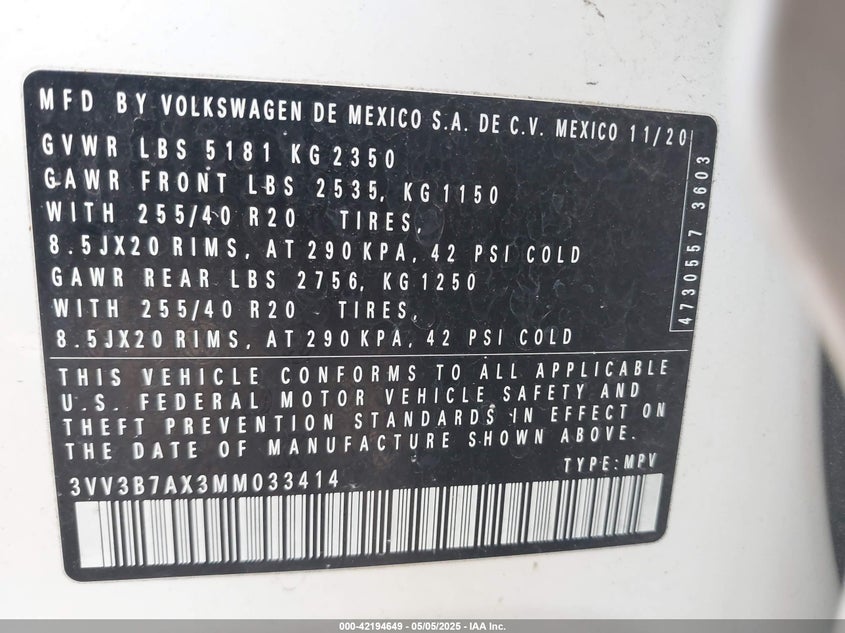 MFD BY VOLKSWAGEN DE MEXICO S.A. DE C.V. MEXICO 11/20
GVWR LBS 5181 KG 2350
GAWR FRONT LBS 2535, KG 1150
WITH 255/40 R20 TIRES,
8.5JX20 RIMS, AT 290 KPA, 42 PSI COLD
GAWR REAR LBS 2756, KG 1250
WITH 255/40 R20 TIRES,
8.5JX20 RIMS, AT 290 KPA, 42 PSI COLD
4730557 3603
THIS VEHICLE CONFORMS TO ALL APPLICABLE
U.S. FEDERAL MOTOR VEHICLE SAFETY AND
THEFT PREVENTION STANDARDS IN EFFECT ON
THE DATE OF MANUFACTURE SHOWN ABOVE.
TYPE: MPV
3VV3B7AX3MM033414
000-42194649 - 05/05/2025 - IAA Inc.